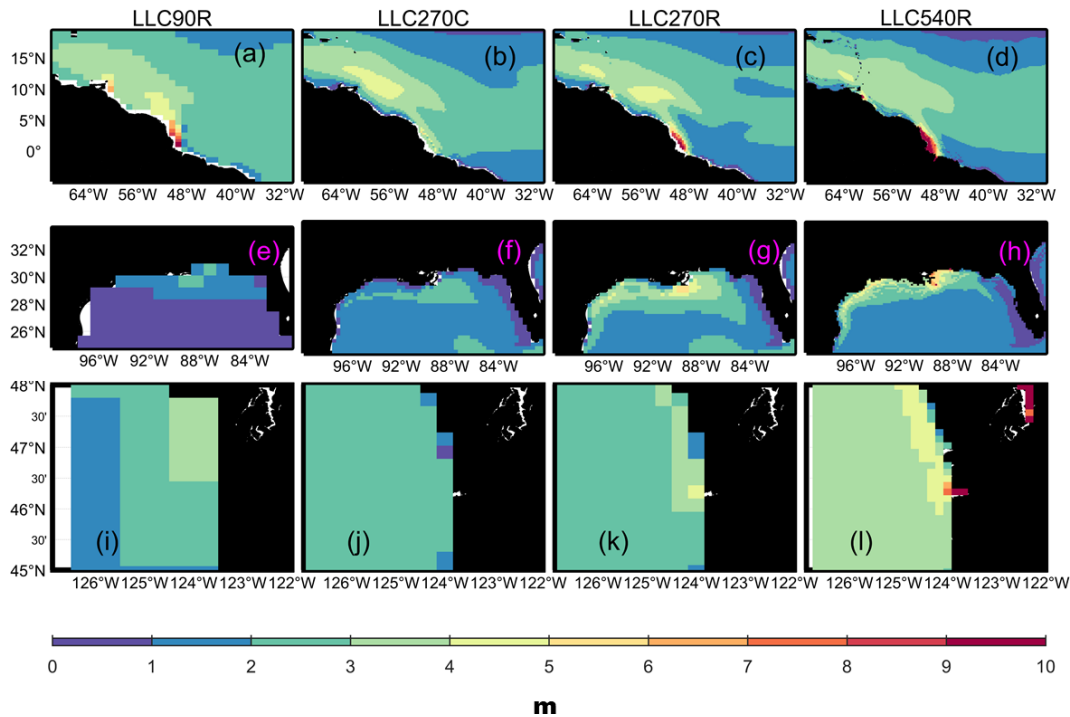 LLC90R LLC270C LLC270R LLC540R
(a) (b) (c) (d)
15°N
10°N
5°N
0°
64°W 56°W 48°W 40°W 32°W 64°W 56°W 48°W 40°W 32°W 64°W 56°W 48°W 40°W 32°W 64°W 56°W 48°W 40°W 32°W
(e) (f) (g) (h)
32°N
30°N
28°N
26°N
96°W 92°W 88°W 84°W 96°W 92°W 88°W 84°W 96°W 92°W 88°W 84°W 96°W 92°W 88°W 84°W
48°N
30'
47°N
30'
46°N
30'
(i) (j) (k) (l)
45°N
126°W 125°W 124°W 123°W 122°W 126°W 125°W 124°W 123°W 122°W 126°W 125°W 124°W 123°W 122°W 126°W 125°W 124°W 123°W 122°W
0 1 2 3 4 5 6 7 8 9 10
m